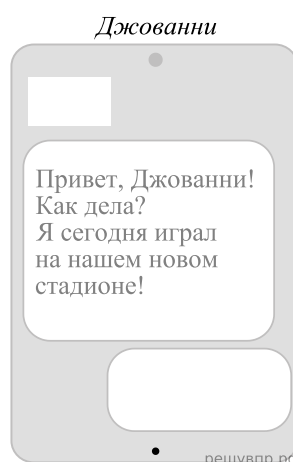 Джованни
Привет, Джованни!
Как дела?
Я сегодня играл
на нашем новом
стадионе!